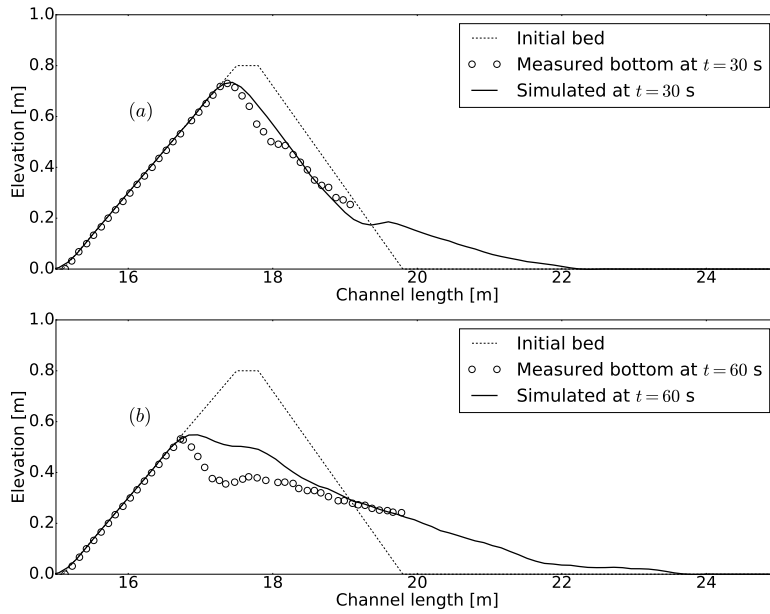 1.0
0.8
0.6
0.4
0.2
0.0
Elevation [m]
(a)
Initial bed
Measured bottom at t = 30 s
Simulated at t = 30 s
16 18 20 22 24
Channel length [m]
1.0
0.8
0.6
0.4
0.2
0.0
Elevation [m]
(b)
Initial bed
Measured bottom at t = 60 s
Simulated at t = 60 s
16 18 20 22 24
Channel length [m]